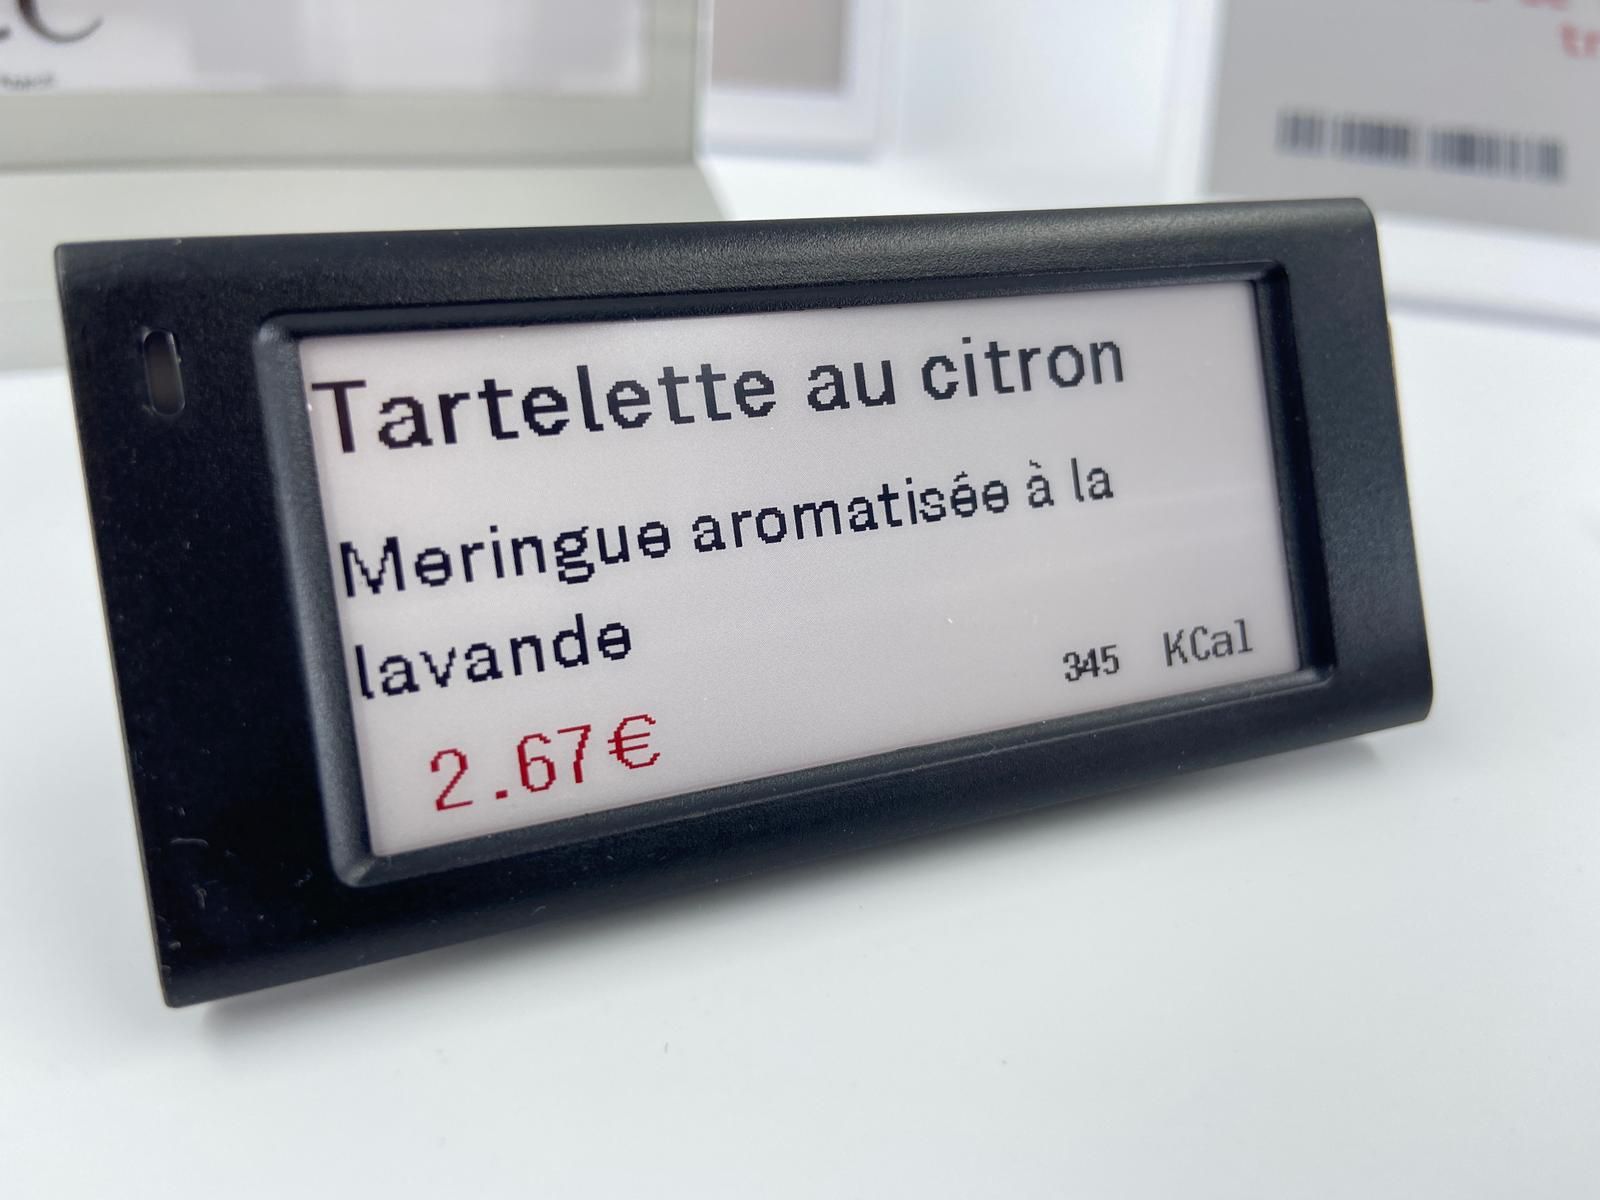 Tartelette au citron
Meringue aromatisée à la
lavande
345 KCal
2.67€